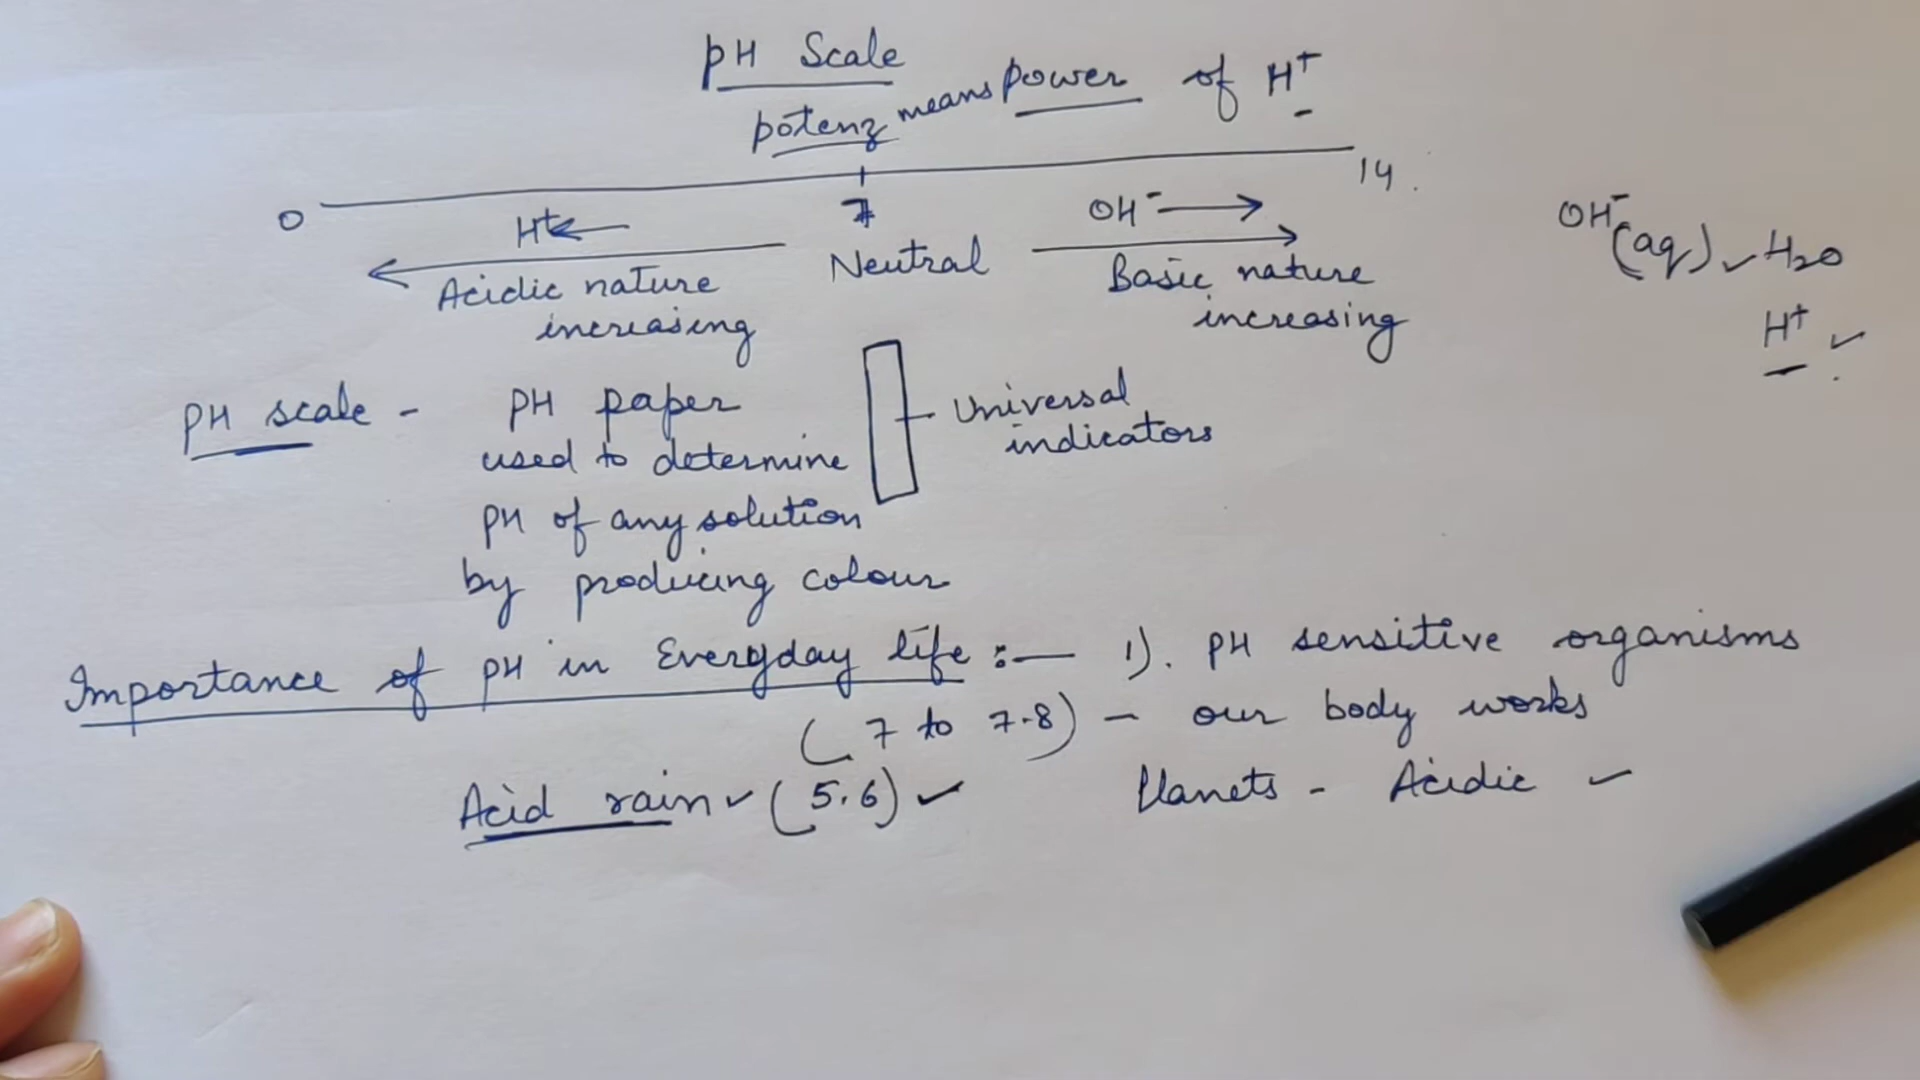 pH Scale
potenz means power of H⁺
0 7 14.
H⁺ ← OH⁻ →
Acidic nature increasing
Neutral
Basic nature increasing
OH⁻(aq) ✓ H₂O
H⁺ ✓
PH scale - PH paper
used to determine
PH of any solution
by producing colour
Universal
indicators
Importance of PH in Everyday life :— 1). PH sensitive organisms
(7 to 7.8) — our body works
Acid rain ✓ (5.6) ✓ Planets - Acidic ✓